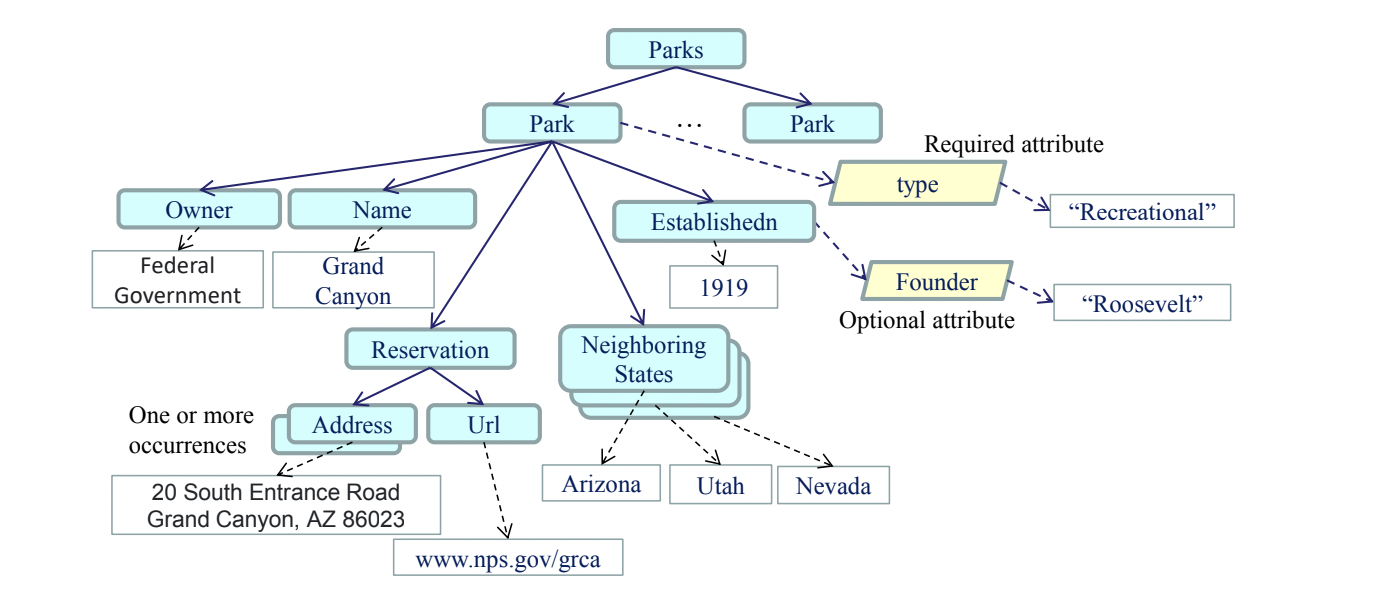 Parks
Park
...
Park
Required attribute
type
“Recreational”
Owner
Name
Establishedn
Federal
Government
Grand
Canyon
1919
Founder
“Roosevelt”
Optional attribute
Reservation
Neighboring
States
One or more
occurrences
Address
Url
Arizona
Utah
Nevada
20 South Entrance Road
Grand Canyon, AZ 86023
www.nps.gov/grca